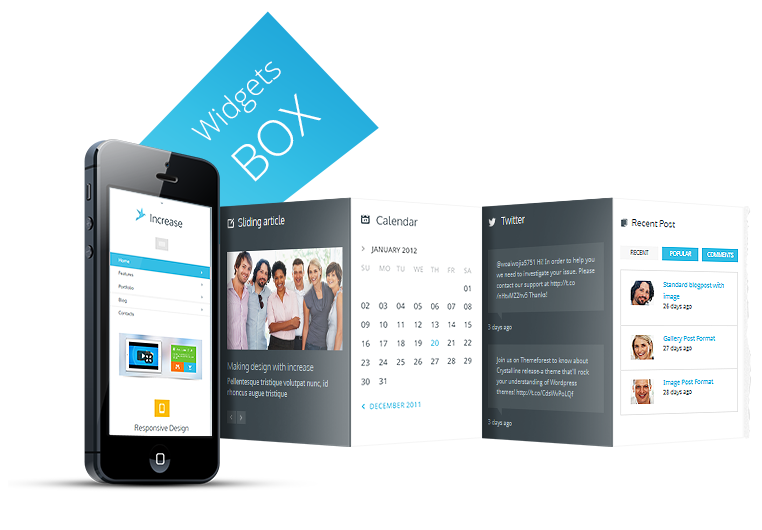 Widgets
BOX
Increase
Home
Features
Portfolio
Blog
Contacts
Responsive Design
Sliding article
Making design with increase
Pellentesque tristique volutpat nunc, id
rhoncus augue tristique
Calendar
JANUARY 2012
SU MO TU WE TH FR SA
01
02 03 04 05 06 07 08
09 10 11 12 13 14 15
16 17 18 19 20 21 22
23 24 25 26 27 28 29
30 31
DECEMBER 2011
Twitter
@woaiwojia5751 Hi! In order to help you
we need to investigate your issue. Please
contact our support at http://t.co
Thanks!
3 days ago
Join us on Themeforest to know about
Crystalline release-a theme that'll rock
your understanding of Wordpress
themes!
3 days ago
Recent Post
RECENT POPULAR COMMENTS
Standard blogpost with
image
26 days ago
Gallery Post Format
27 days ago
Image Post Format
28 days ago